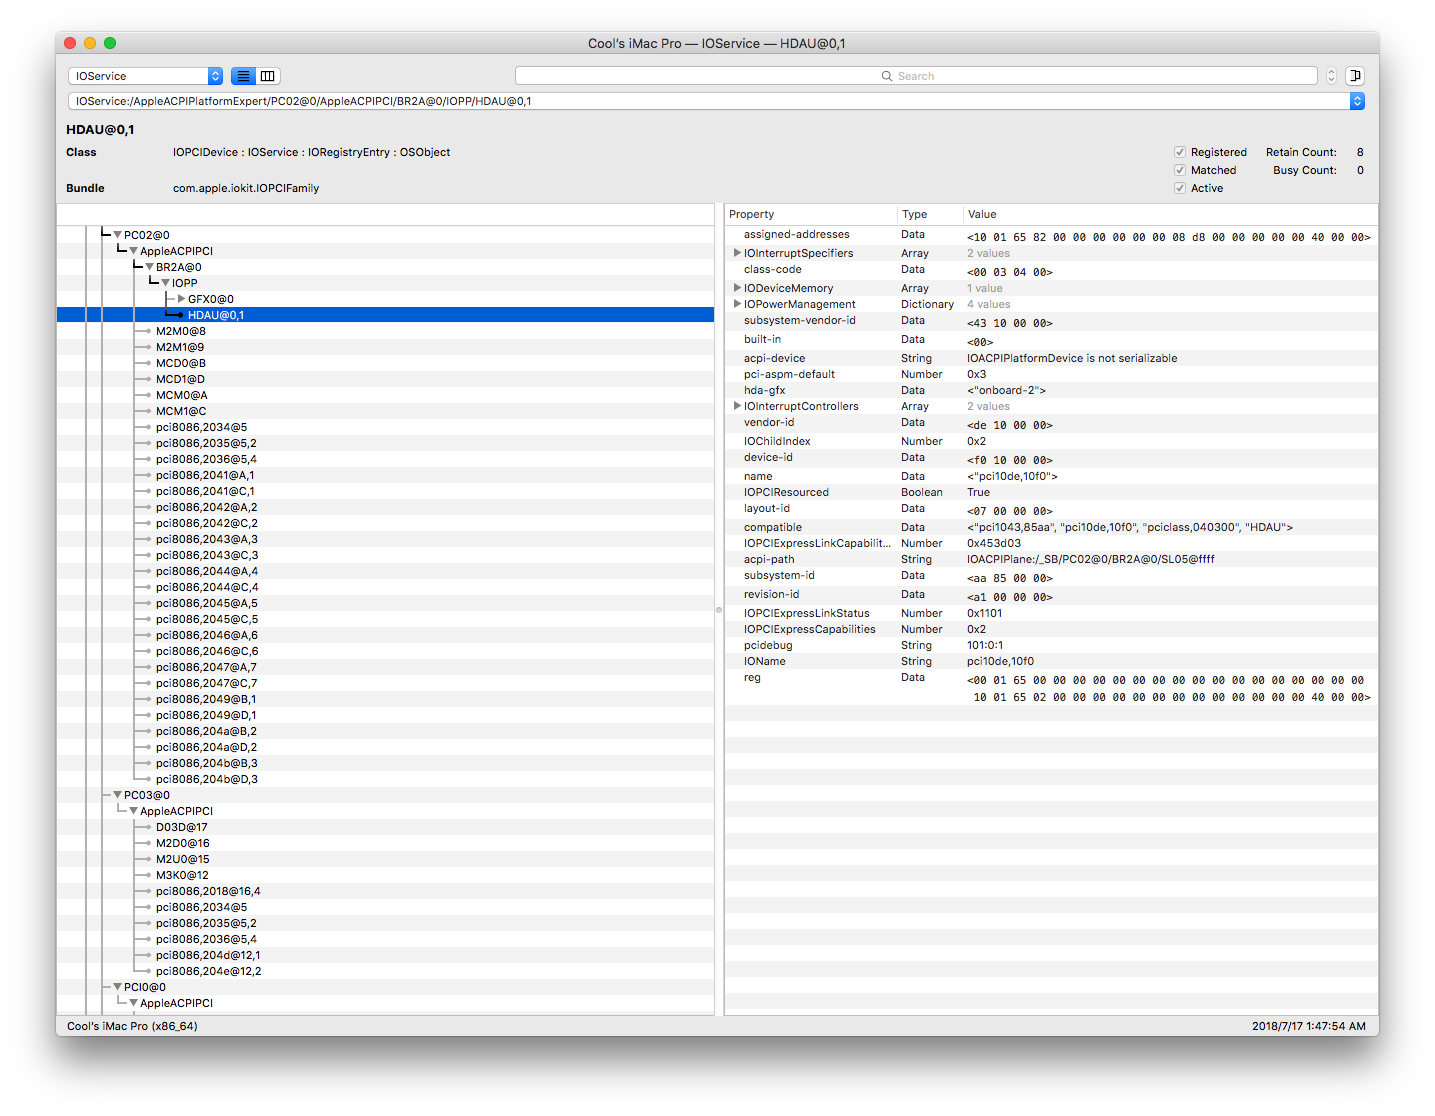 Cool's iMac Pro — IOService — HDAU@0,1
IOService
Search
IOService:/AppleACPIPlatformExpert/PC02@0/AppleACPIPCI/BR2A@0/IOPP/HDAU@0,1
HDAU@0,1
Class IOPCIDevice : IOService : IORegistryEntry : OSObject
Registered Retain Count: 8
Matched Busy Count: 0
Bundle com.apple.iokit.IOPCIFamily
Active
PC02@0
AppleACPIPCI
BR2A@0
IOPP
GFX0@0
HDAU@0,1
M2M0@8
M2M1@9
MCD0@B
MCD1@D
MCM0@A
MCM1@C
pci8086,2034@5
pci8086,2035@5,2
pci8086,2036@5,4
pci8086,2041@A,1
pci8086,2041@C,1
pci8086,2042@A,2
pci8086,2042@C,2
pci8086,2043@A,3
pci8086,2043@C,3
pci8086,2044@A,4
pci8086,2044@C,4
pci8086,2045@A,5
pci8086,2045@C,5
pci8086,2046@A,6
pci8086,2046@C,6
pci8086,2047@A,7
pci8086,2047@C,7
pci8086,2049@B,1
pci8086,2049@D,1
pci8086,204a@B,2
pci8086,204a@D,2
pci8086,204b@B,3
pci8086,204b@D,3
PC03@0
AppleACPIPCI
D03D@17
M2D0@16
M2U0@15
M3K0@12
pci8086,2018@16,4
pci8086,2034@5
pci8086,2035@5,2
pci8086,2036@5,4
pci8086,204d@12,1
pci8086,204e@12,2
PCI0@0
AppleACPIPCI
Property Type Value
assigned-addresses Data <10 01 65 82 00 00 00 00 00 00 08 d8 00 00 00 00 00 40 00 00>
IOInterruptSpecifiers Array 2 values
class-code Data <00 03 04 00>
IODeviceMemory Array 1 value
IOPowerManagement Dictionary 4 values
subsystem-vendor-id Data <43 10 00 00>
built-in Data <00>
acpi-device String IOACPIPlatformDevice is not serializable
pci-aspm-default Number 0x3
hda-gfx Data <"onboard-2">
IOInterruptControllers Array 2 values
vendor-id Data <de 10 00 00>
IOChildIndex Number 0x2
device-id Data <f0 10 00 00>
name Data <"pci10de,10f0">
IOPCIResourced Boolean True
layout-id Data <07 00 00 00>
compatible Data <"pci1043,85aa", "pci10de,10f0", "pciclass,040300", "HDAU">
IOPCIExpressLinkCapabilit... Number 0x453d03
acpi-path String IOACPIPlane:/_SB/PC02@0/BR2A@0/SL05@ffff
subsystem-id Data <aa 85 00 00>
revision-id Data <a1 00 00 00>
IOPCIExpressLinkStatus Number 0x1101
IOPCIExpressCapabilities Number 0x2
pcidebug String 101:0:1
IOName String pci10de,10f0
reg Data <00 01 65 00 00 00 00 00 00 00 00 00 00 00 00 00 00 00 00 00
10 01 65 02 00 00 00 00 00 00 00 00 00 00 00 00 00 40 00 00>
Cool's iMac Pro (x86_64)
2018/7/17 1:47:54 AM